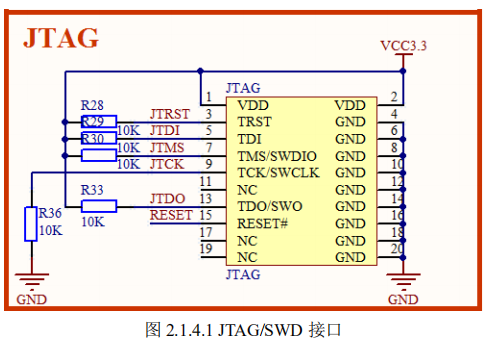 JTAG
VCC3.3
JTAG
1 VDD VDD 2
R28
JTRST 3 TRST GND 4
R29
10K JTDI 5 TDI GND 6
R30
10K JTMS 7 TMS/SWDIO GND 8
10K JTCK 9 TCK/SWCLK GND 10
11 NC GND 12
R33
JTDO 13 TDO/SWO GND 14
10K
R36
10K
RESET 15 RESET# GND 16
17 NC GND 18
19 NC GND 20
JTAG
GND
GND
图 2.1.4.1 JTAG/SWD 接口